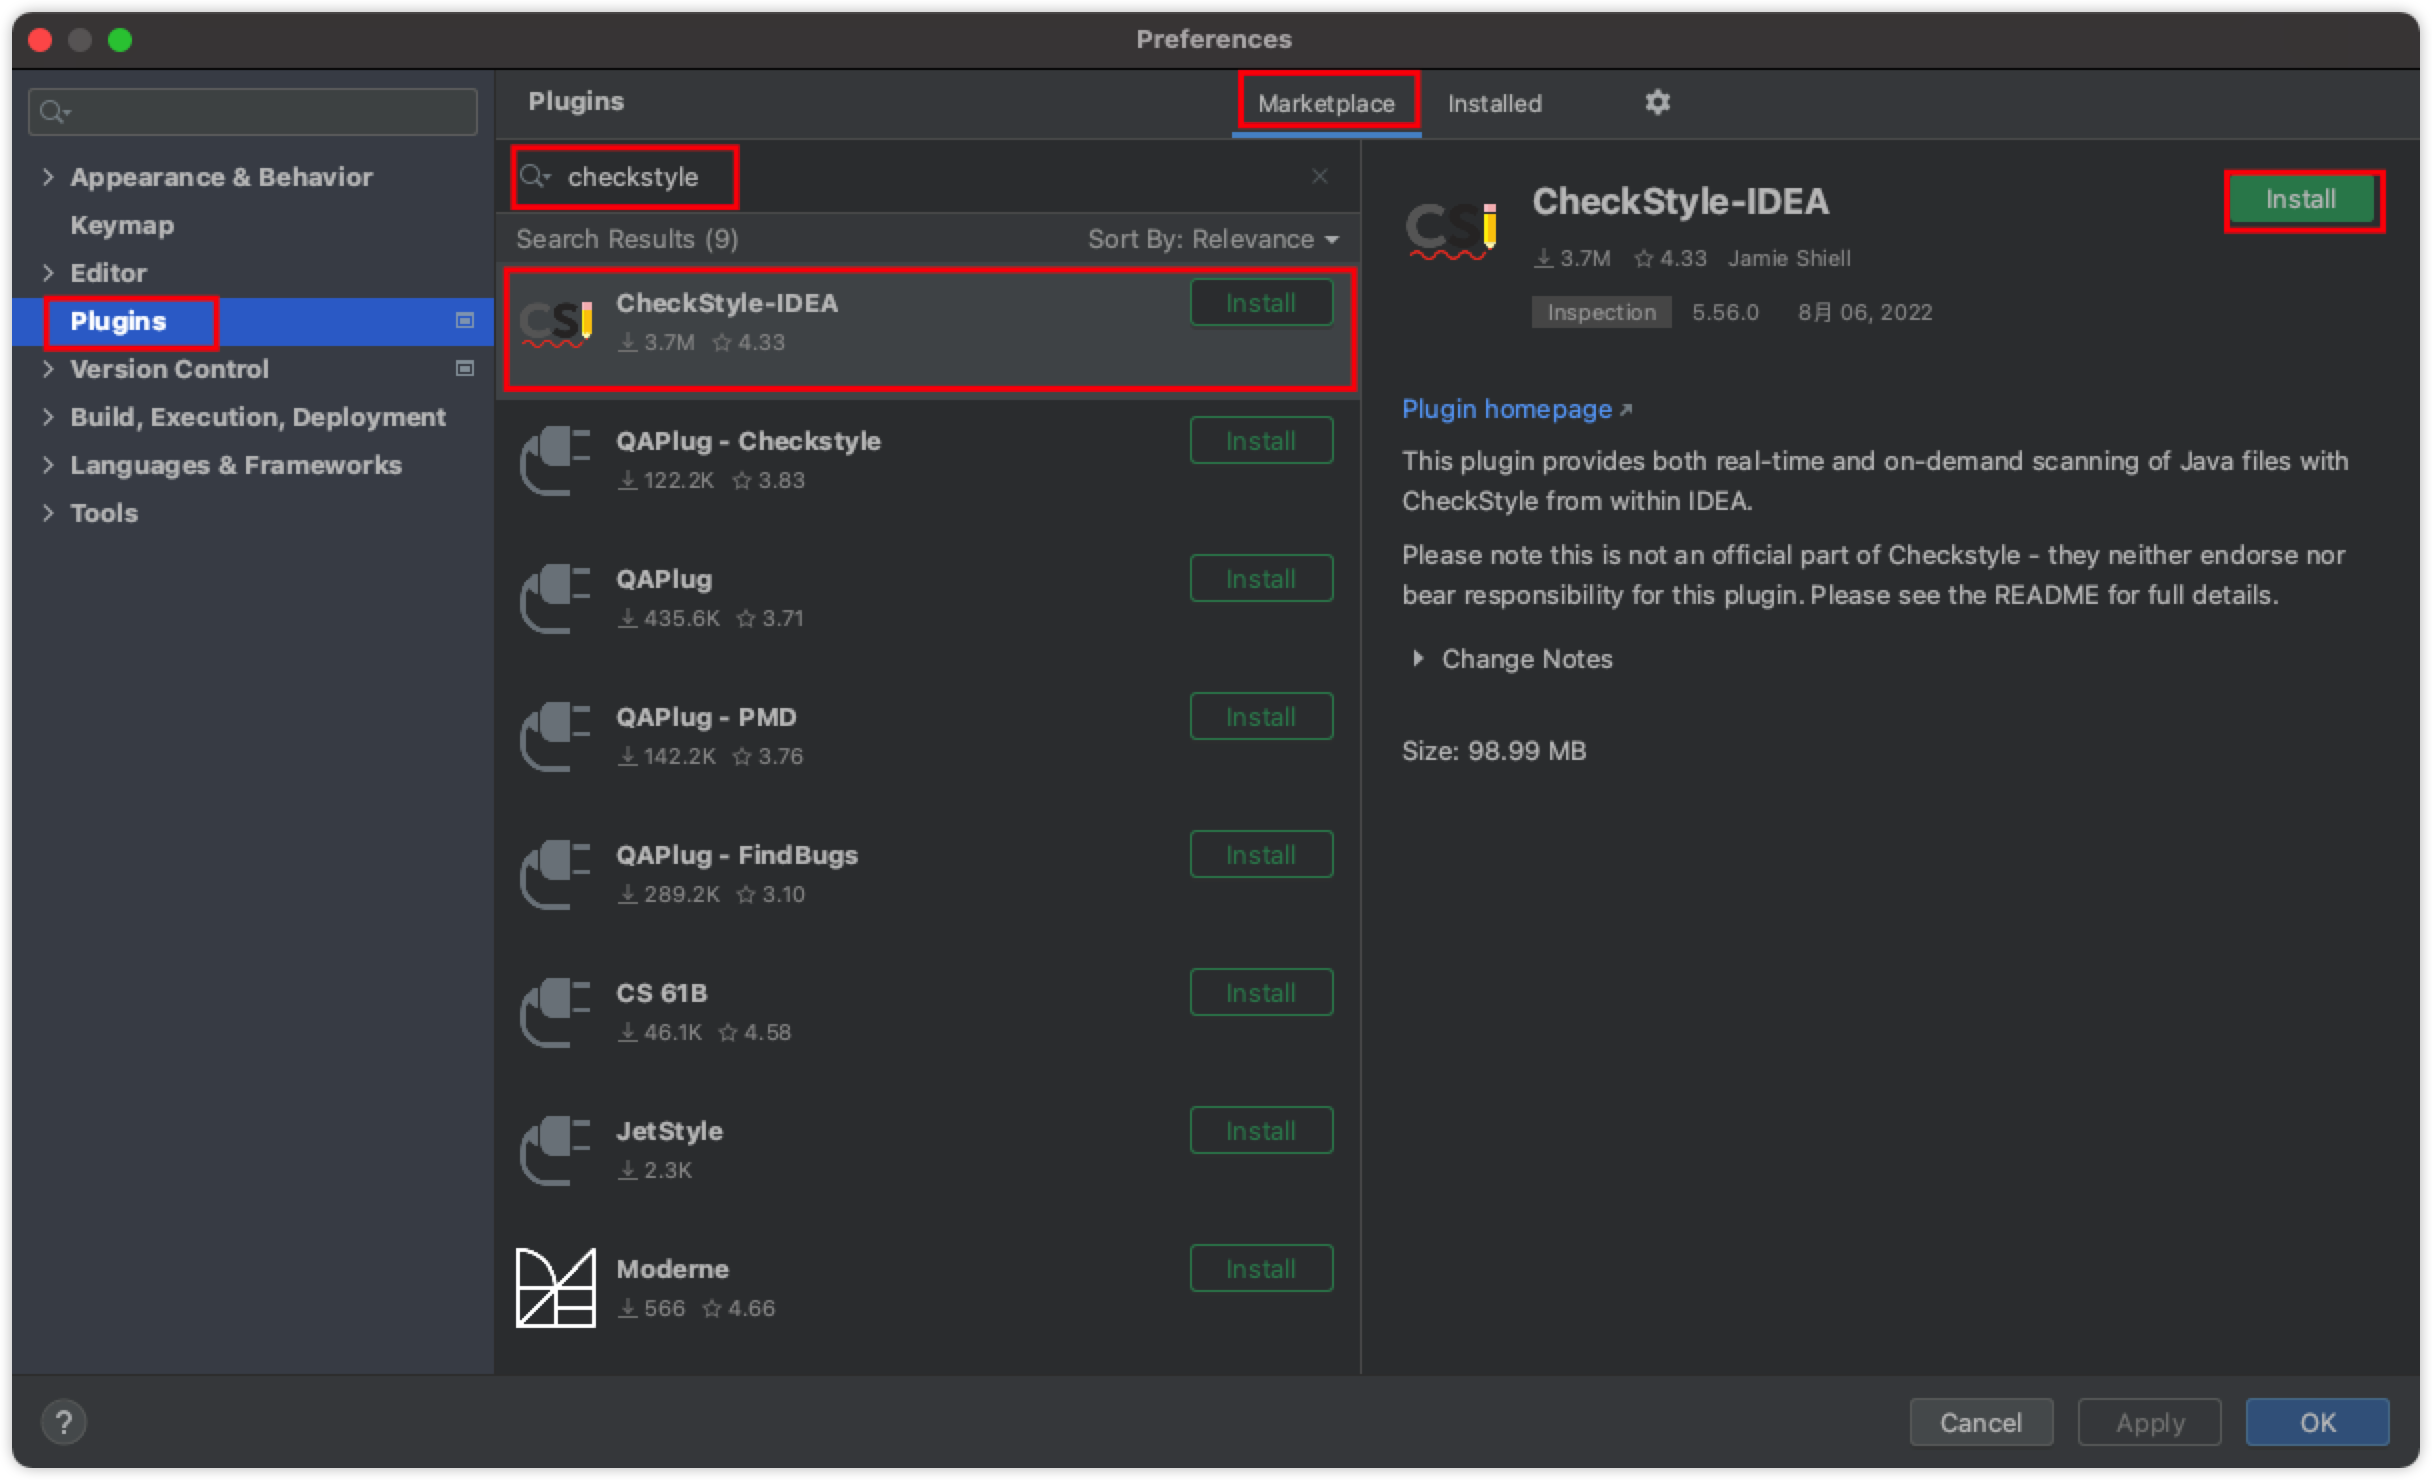 Preferences
Appearance & Behavior
Keymap
Editor
Plugins
Version Control
Build, Execution, Deployment
Languages & Frameworks
Tools
Plugins
Marketplace
Installed
checkstyle
Search Results (9)
Sort By: Relevance
CheckStyle-IDEA
3.7M 4.33
Install
QAPlug - Checkstyle
122.2K 3.83
Install
QAPlug
435.6K 3.71
Install
QAPlug - PMD
142.2K 3.76
Install
QAPlug - FindBugs
289.2K 3.10
Install
CS 61B
46.1K 4.58
Install
JetStyle
2.3K
Install
Moderne
566 4.66
Install
CSi
CheckStyle-IDEA
Install
3.7M 4.33 Jamie Shiell
Inspection 5.56.0 8月 06, 2022
Plugin homepage
This plugin provides both real-time and on-demand scanning of Java files with
CheckStyle from within IDEA.
Please note this is not an official part of Checkstyle - they neither endorse nor
bear responsibility for this plugin. Please see the README for full details.
Change Notes
Size: 98.99 MB
?
Cancel
Apply
OK